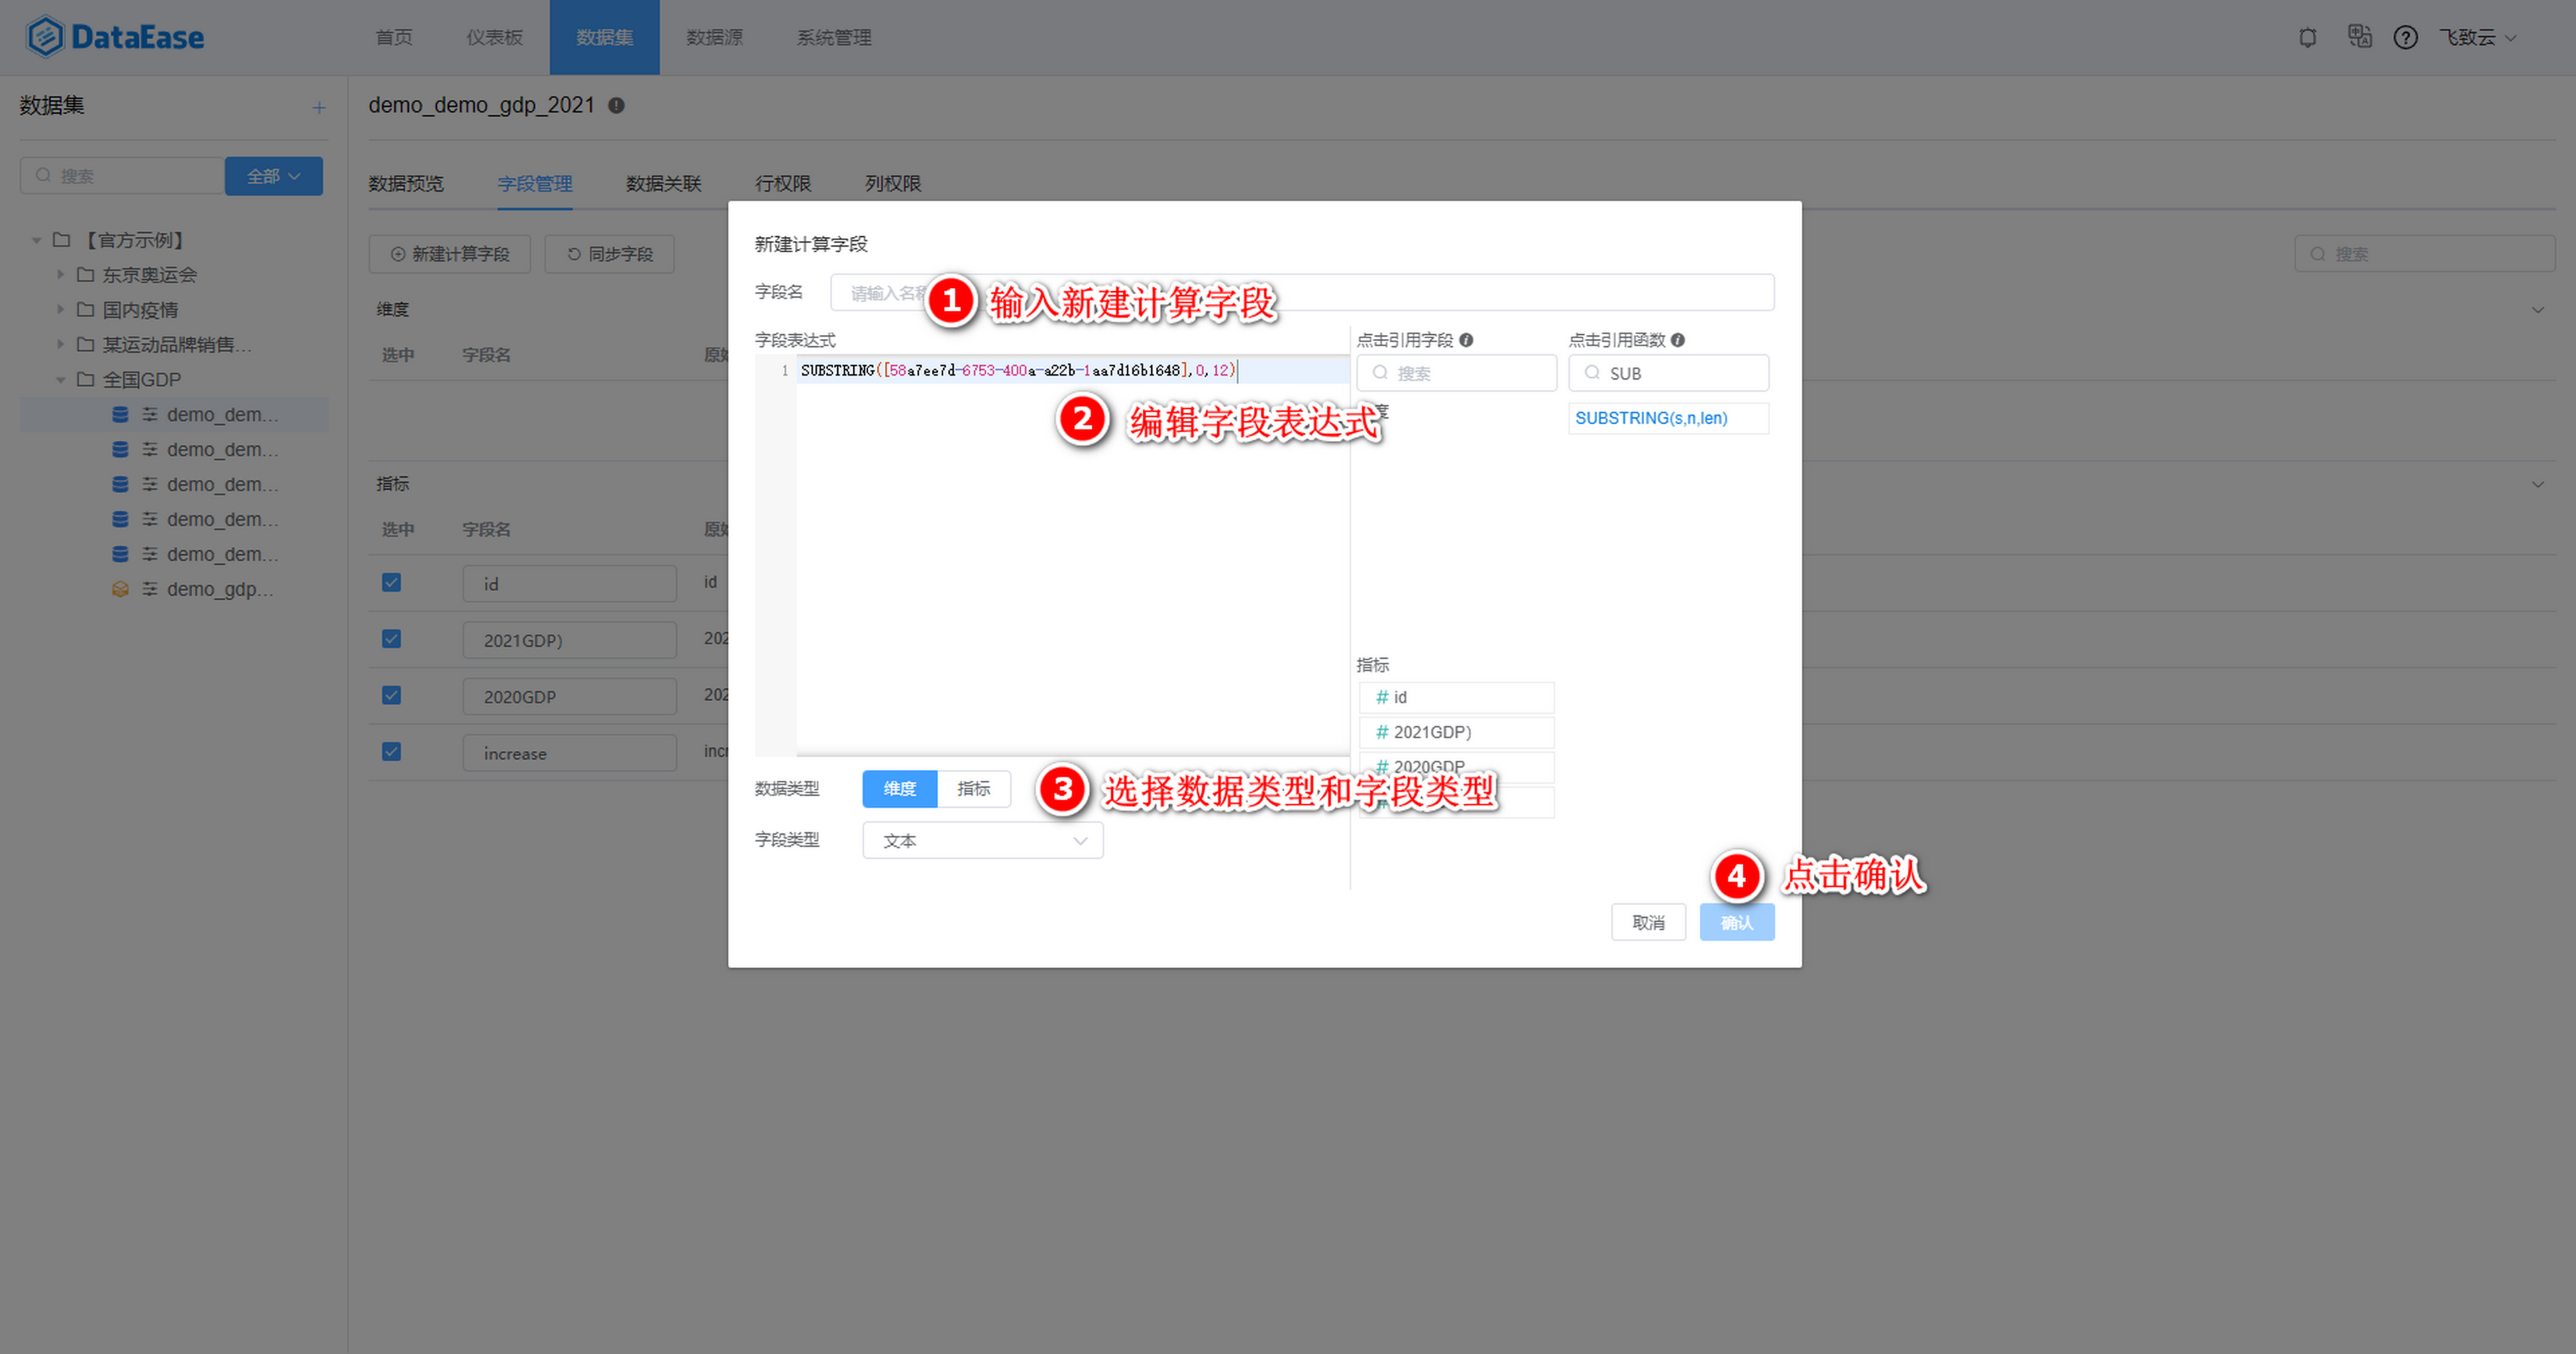 DataEase
首页
仪表板
数据集
数据源
系统管理
飞致云
数据集
搜索
全部
【官方示例】
东京奥运会
国内疫情
某运动品牌销售...
全国GDP
demo_dem...
demo_dem...
demo_dem...
demo_dem...
demo_dem...
demo_gdp...
demo_demo_gdp_2021
数据预览
字段管理
数据关联
行权限
列权限
新建计算字段
同步字段
搜索
维度
选中
字段名
指标
选中
字段名
id
id
2021GDP)
202
2020GDP
202
increase
incr
新建计算字段
字段名
请输入名
1 输入新建计算字段
字段表达式
1 SUBSTRING([58a7ee7d-6753-400a-a22b-1aa7d16b1648],0,12)
2 编辑字段表达式
点击引用字段
搜索
度
点击引用函数
SUB
SUBSTRING(s,n,len)
指标
# id
# 2021GDP)
# 2020GDP
数据类型
维度
指标
3 选择数据类型和字段类型
字段类型
文本
4 点击确认
取消
确认